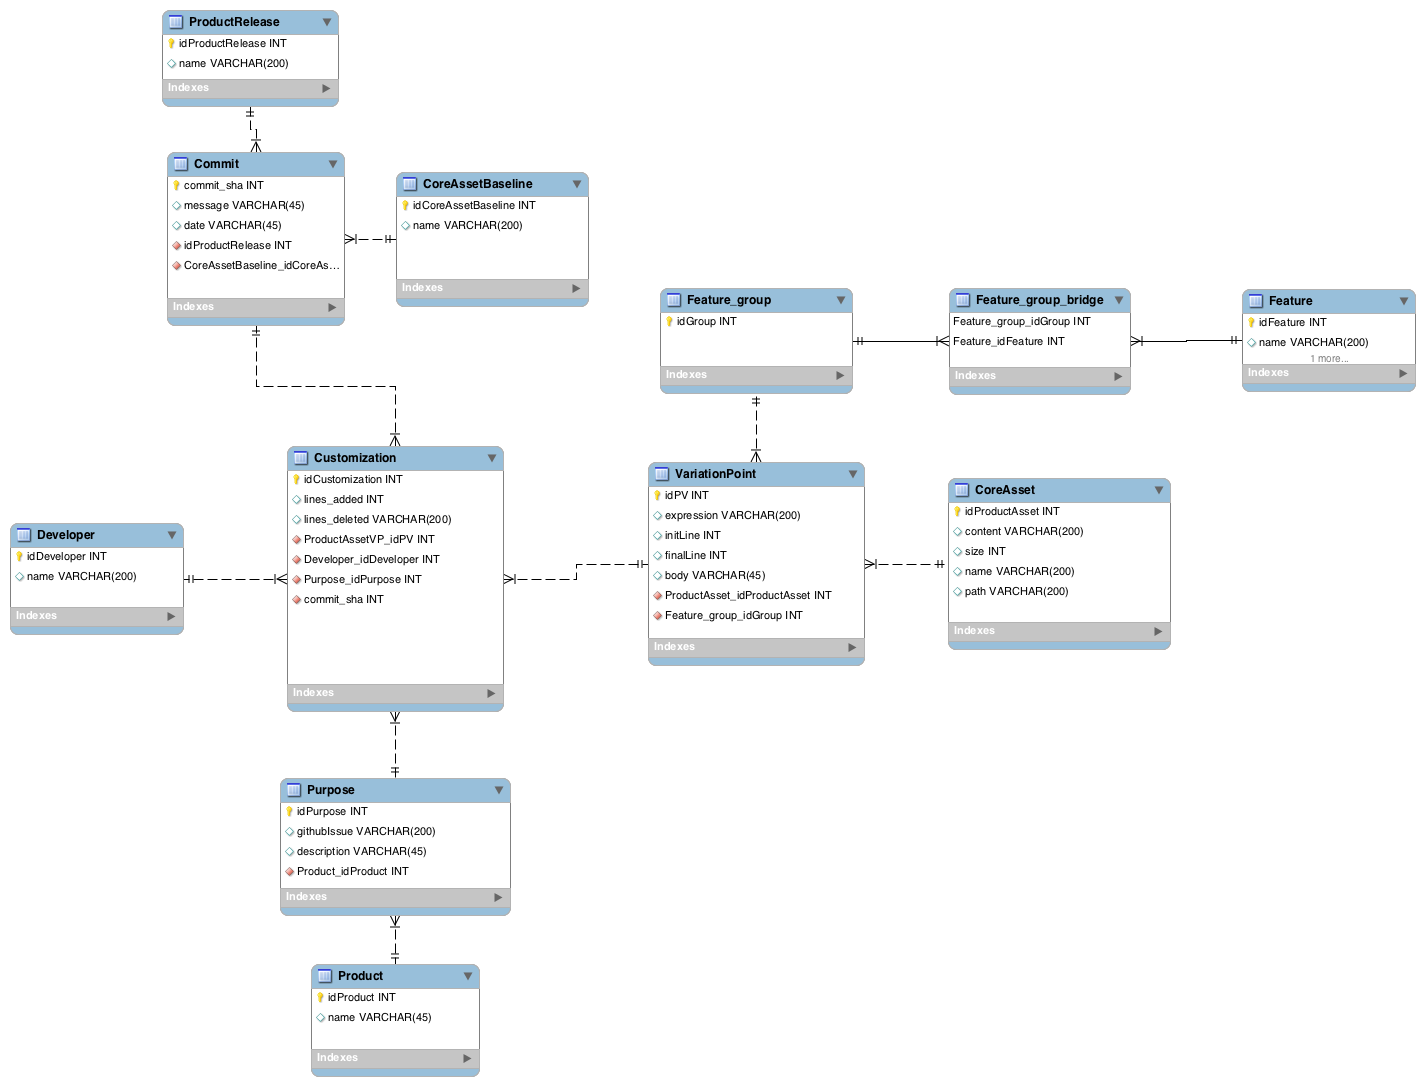 ProductRelease
idProductRelease INT
name VARCHAR(200)
Indexes
Commit
commit_sha INT
message VARCHAR(45)
date VARCHAR(45)
idProductRelease INT
CoreAssetBaseline_idCoreAs...
Indexes
CoreAssetBaseline
idCoreAssetBaseline INT
name VARCHAR(200)
Indexes
Feature_group
idGroup INT
Indexes
Feature_group_bridge
Feature_group_idGroup INT
Feature_idFeature INT
Indexes
Feature
idFeature INT
name VARCHAR(200)
1 more...
Indexes
Customization
idCustomization INT
lines_added INT
lines_deleted VARCHAR(200)
ProductAssetVP_idPV INT
Developer_idDeveloper INT
Purpose_idPurpose INT
commit_sha INT
Indexes
VariationPoint
idPV INT
expression VARCHAR(200)
initLine INT
finalLine INT
body VARCHAR(45)
ProductAsset_idProductAsset INT
Feature_group_idGroup INT
Indexes
CoreAsset
idProductAsset INT
content VARCHAR(200)
size INT
name VARCHAR(200)
path VARCHAR(200)
Indexes
Developer
idDeveloper INT
name VARCHAR(200)
Indexes
Purpose
idPurpose INT
githubIssue VARCHAR(200)
description VARCHAR(45)
Product_idProduct INT
Indexes
Product
idProduct INT
name VARCHAR(45)
Indexes